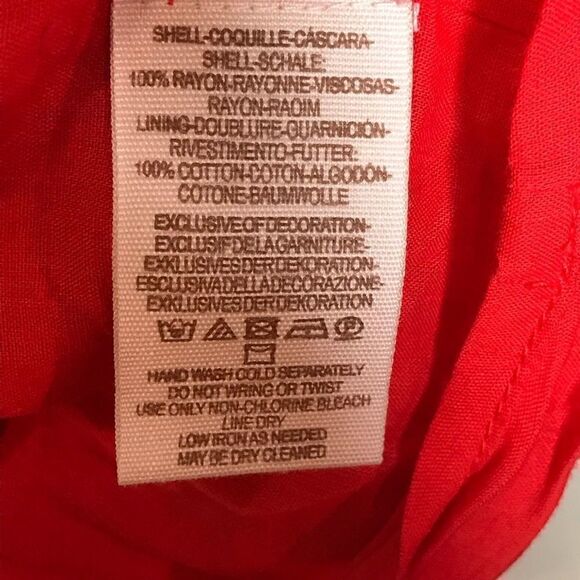 SHELL-COQUILLE-CÁSCARA-
SHELL-SCHALE-
100% RAYON-RAYONNE-VISCOSAS-
RAYON-RAOIM
LINING-DOUBLURE-GUARNICIÓN-
RIVESTIMENTO-FUTTER-
100% COTTON-COTON-ALGODÓN-
COTONE-BAUMWOLLE
EXCLUSIVE OF DECORATION-
EXCLUSIF DE LA GARNITURE-
EXKLUSIVES DER DEKORATION-
ESCLUSIVA DELLA DECORAZIONE-
EXKLUSIVES DER DEKORATION
HAND WASH COLD SEPARATELY
DO NOT WRING OR TWIST
USE ONLY NON-CHLORINE BLEACH
LINE DRY
LOW IRON AS NEEDED
MAY BE DRY CLEANED